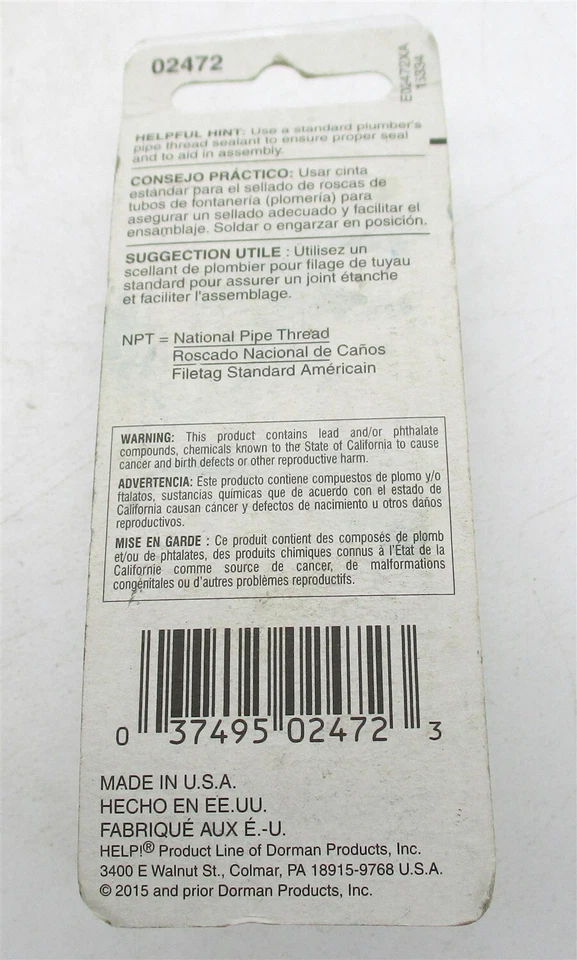 02472
E02472XA
15334
HELPFUL HINT: Use a standard plumber's
pipe thread sealant to ensure proper seal
and to aid in assembly.
CONSEJO PRÁCTICO: Usar cinta
estándar para el sellado de roscas de
tubos de fontanería (plomería) para
asegurar un sellado adecuado y facilitar el
ensamblaje. Soldar o engarzar en posición.
SUGGECTION UTILE : Útilisez un
scellant de plombier pour filage de tuyau
standard pour assurer un joint étanche
et faciliter l'assemblage.
NPT = National Pipe Thread
Roscado Nacional de Caños
Filetag Standard Américain
WARNING: This product contains lead and/or phthalate
compounds, chemicals known to the State of California to cause
cancer and birth defects or other reproductive harm.
ADVERTENCIA: Este producto contiene compuestos de plomo y/o
ftalatos, sustancias químicas que de acuerdo con el estado de
California causan cáncer y defectos de nacimiento u otros daños
reproductivos.
MISE EN GARDE : Ce produit contient des composés de plomb
et/ou de phtalates, des produits chimiques connus à l'Etat de la
Californie comme source de cancer, de malformations
congénitales ou d'autres problèmes reproductifs.
0 37495 02472 3
MADE IN U.S.A.
HECHO EN EE.UU.
FABRIQUÉ AUX É.-U.
HELP!® Product Line of Dorman Products, Inc.
3400 E Walnut St., Colmar, PA 18915-9768 U.S.A.
© 2015 and prior Dorman Products, Inc.